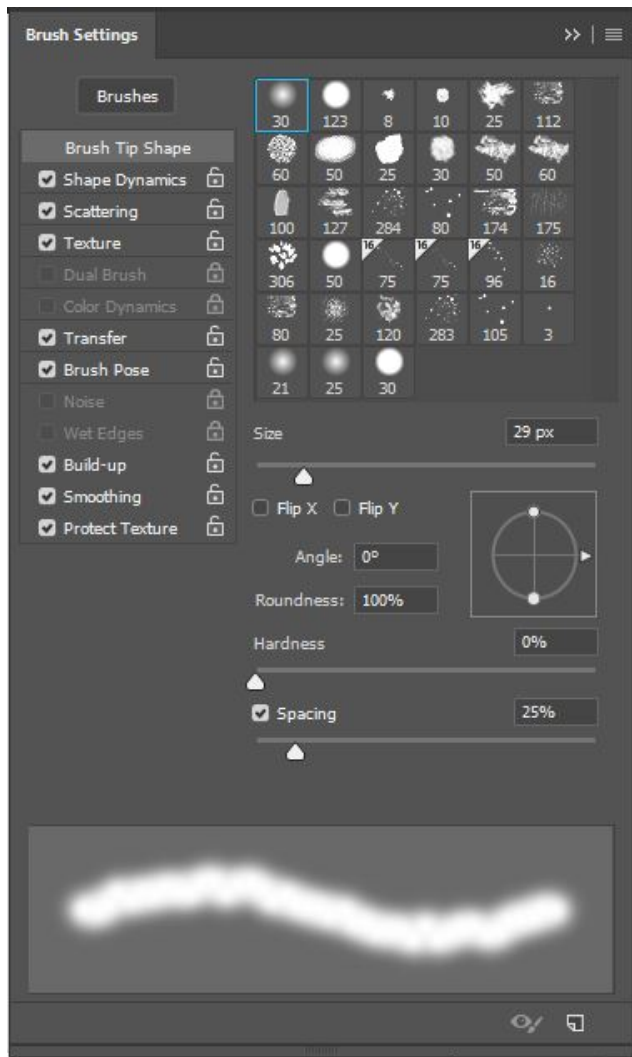 Brush Settings
Brushes
Brush Tip Shape
Shape Dynamics
Scattering
Texture
Dual Brush
Color Dynamics
Transfer
Brush Pose
Noise
Wet Edges
Build-up
Smoothing
Protect Texture
30 123 8 10 25 112
60 50 25 30 50 60
100 127 284 80 174 175
16 16 16
306 50 75 75 96 16
80 25 120 283 105 3
21 25 30
Size 29 px
Flip X Flip Y
Angle: 0°
Roundness: 100%
Hardness 0%
Spacing 25%